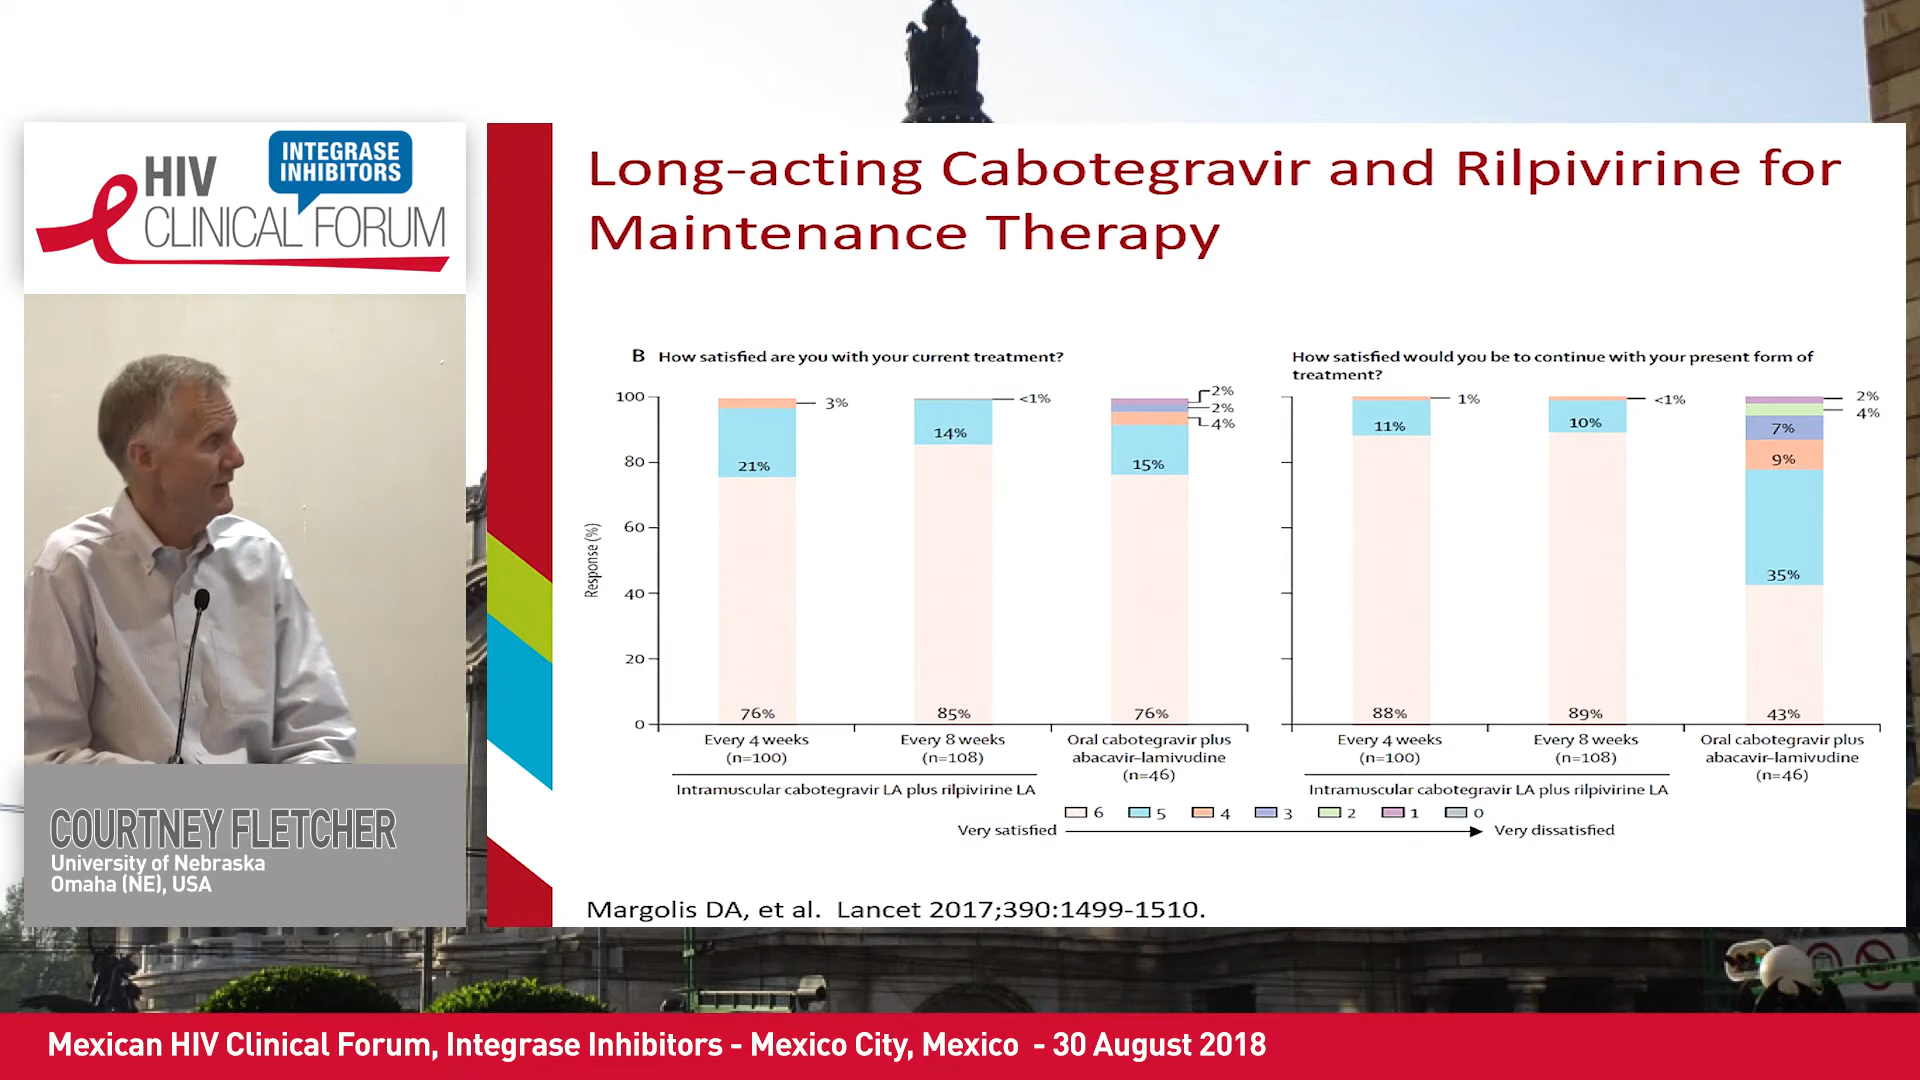 HIV
INTEGRASE
INHIBITORS
CLINICAL FORUM
Long-acting Cabotegravir and Rilpivirine for
Maintenance Therapy
B How satisfied are you with your current treatment?
100
80
60
40
20
0
Response (%)
3%
21%
76%
<1%
14%
85%
2%
2%
4%
15%
76%
Every 4 weeks
(n=100)
Every 8 weeks
(n=108)
Oral cabotegravir plus
abacavir–lamivudine
(n=46)
Intramuscular cabotegravir LA plus rilpivirine LA
How satisfied would you be to continue with your present form of
treatment?
1%
11%
88%
<1%
10%
89%
2%
4%
7%
9%
35%
43%
Every 4 weeks
(n=100)
Every 8 weeks
(n=108)
Oral cabotegravir plus
abacavir–lamivudine
(n=46)
Intramuscular cabotegravir LA plus rilpivirine LA
6 5 4 3 2 1 0
Very satisfied Very dissatisfied
Margolis DA, et al. Lancet 2017;390:1499-1510.
COURTNEY FLETCHER
University of Nebraska
Omaha (NE), USA
Mexican HIV Clinical Forum, Integrase Inhibitors - Mexico City, Mexico - 30 August 2018